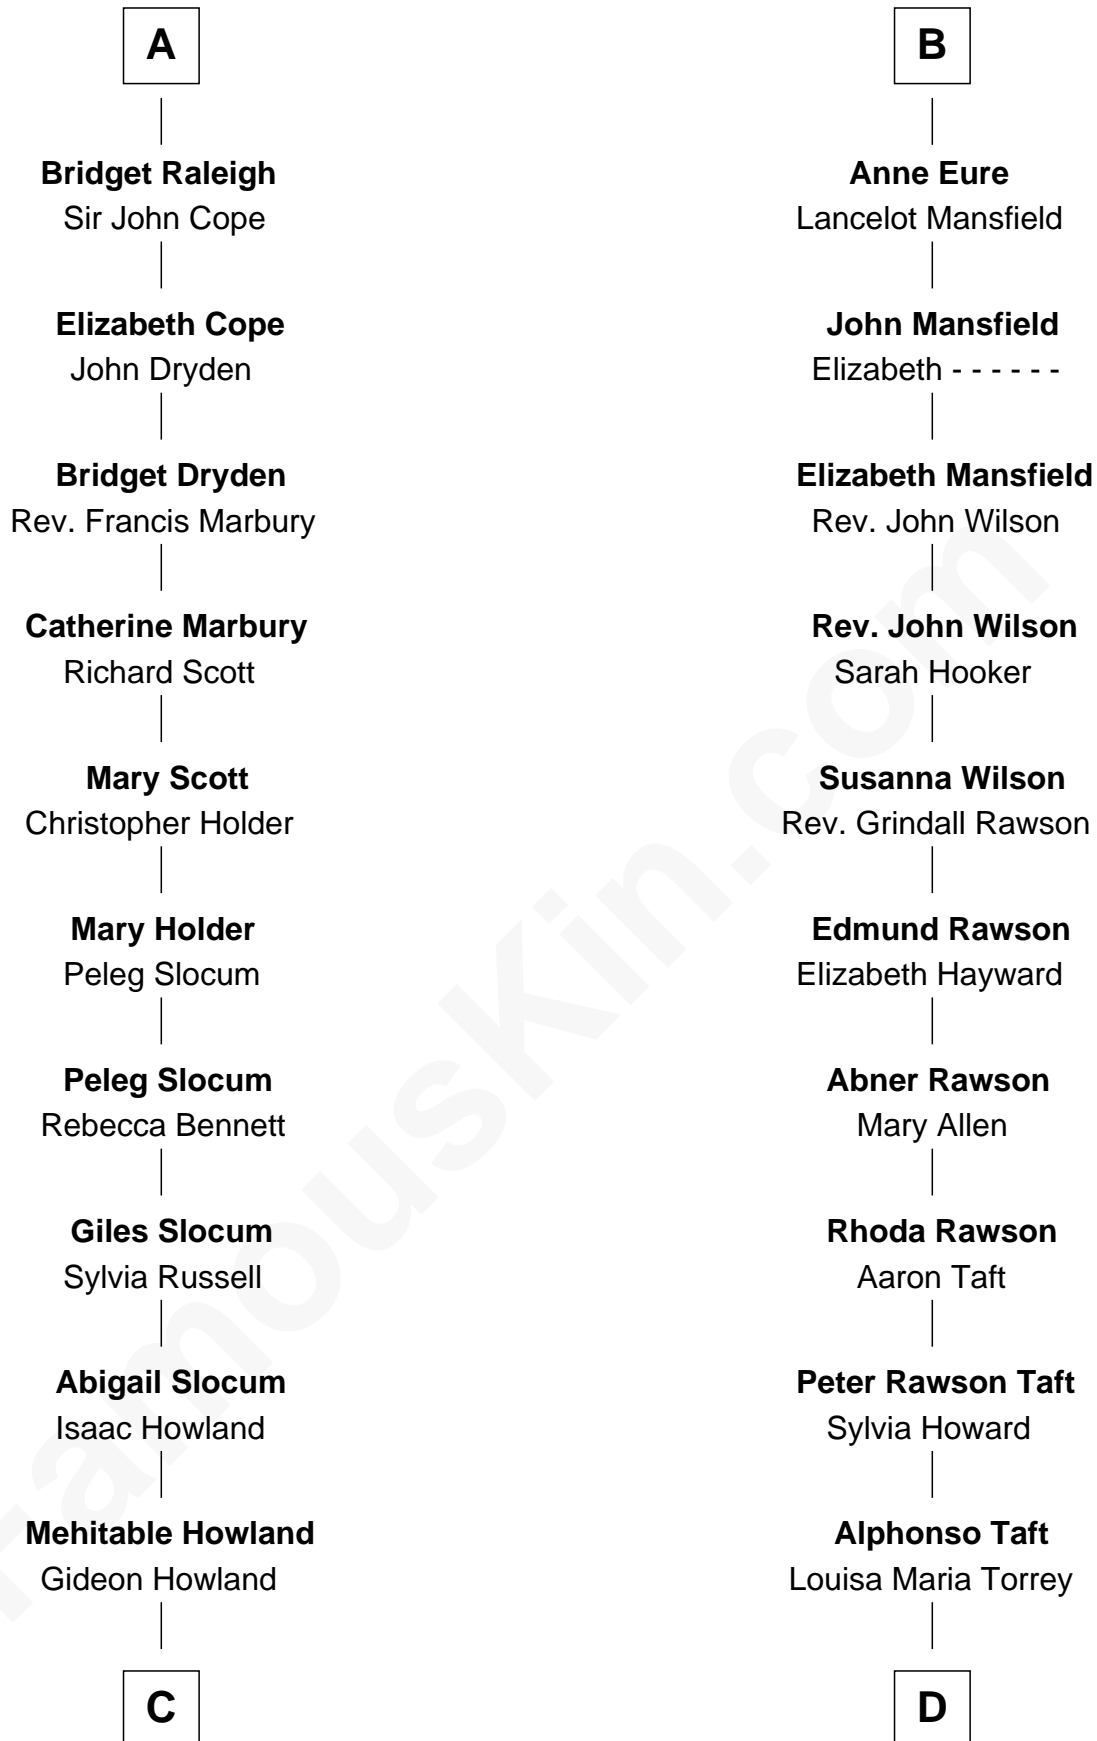 A
Bridget Raleigh
Sir John Cope
Elizabeth Cope
John Dryden
Bridget Dryden
Rev. Francis Marbury
Catherine Marbury
Richard Scott
Mary Scott
Christopher Holder
Mary Holder
Peleg Slocum
Peleg Slocum
Rebecca Bennett
Giles Slocum
Sylvia Russell
Abigail Slocum
Isaac Howland
Mehitable Howland
Gideon Howland
C
B
Anne Eure
Lancelot Mansfield
John Mansfield
Elizabeth - - - - - -
Elizabeth Mansfield
Rev. John Wilson
Rev. John Wilson
Sarah Hooker
Susanna Wilson
Rev. Grindall Rawson
Edmund Rawson
Elizabeth Hayward
Abner Rawson
Mary Allen
Rhoda Rawson
Aaron Taft
Peter Rawson Taft
Sylvia Howard
Alphonso Taft
Louisa Maria Torrey
D
FamousKin.com